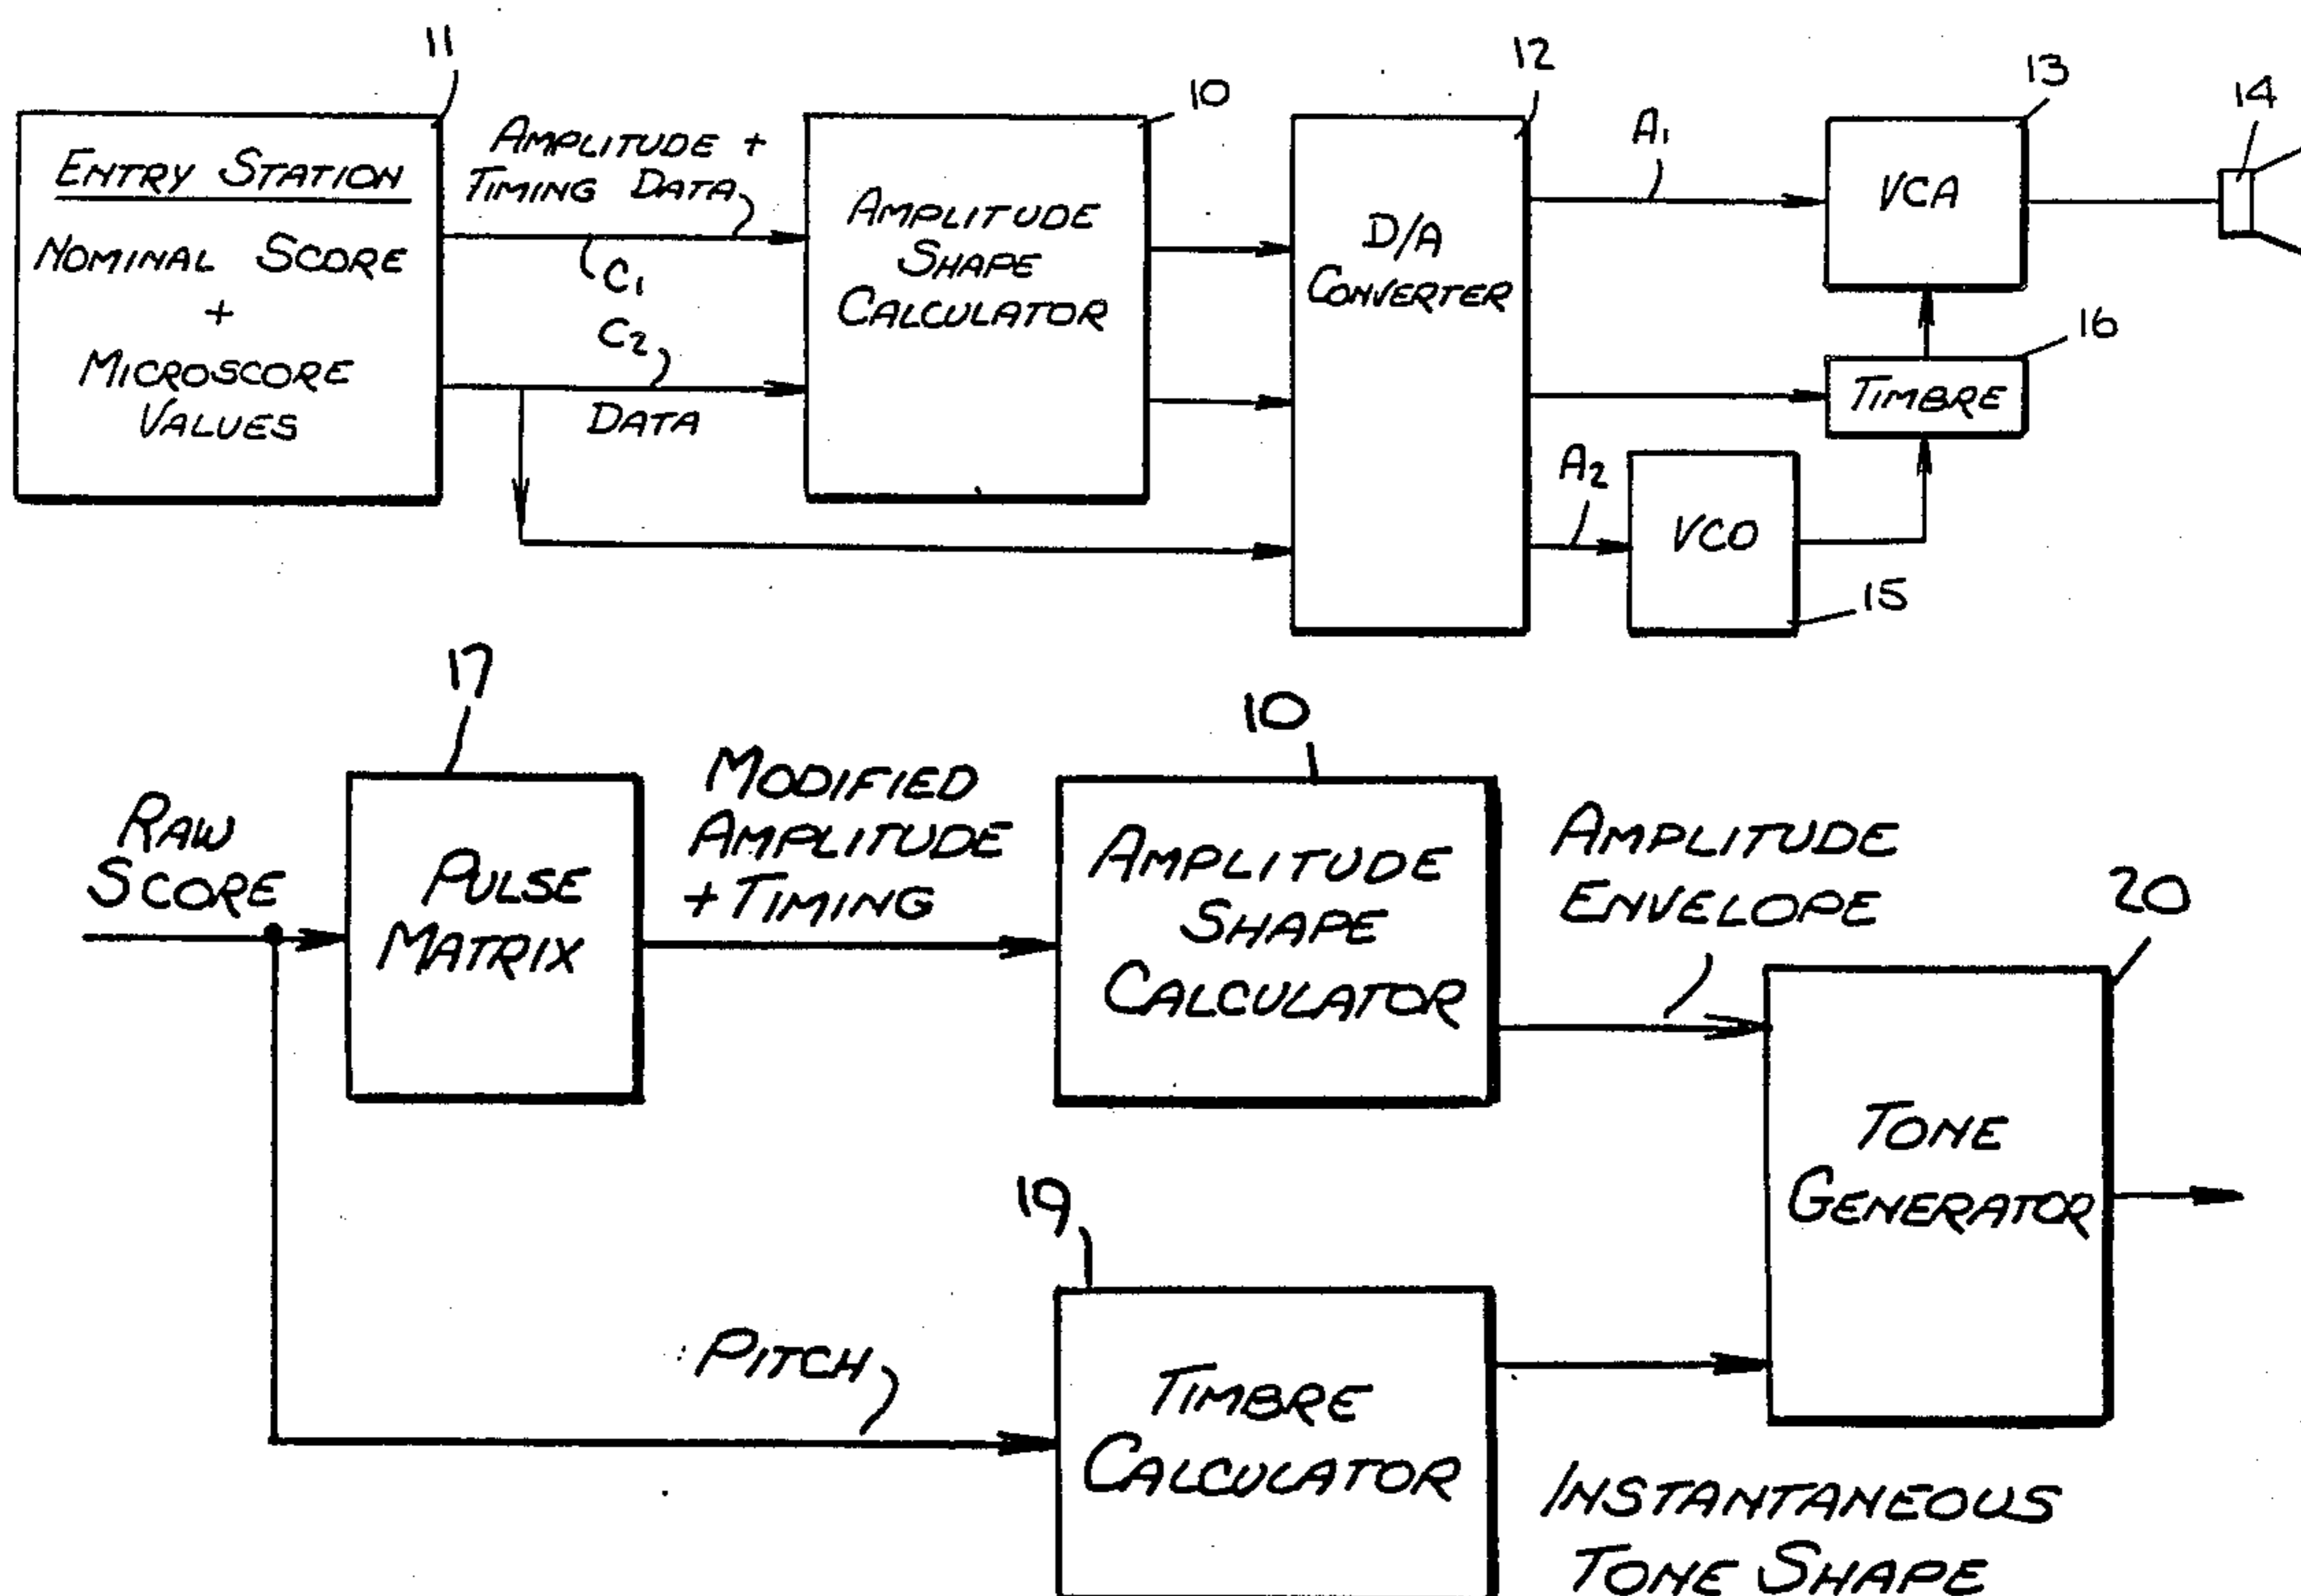 11
ENTRY STATION
NOMINAL SCORE
+
MICROSCORE
VALUES
AMPLITUDE +
TIMING DATA
C1
C2
DATA
10
AMPLITUDE
SHAPE
CALCULATOR
12
D/A
CONVERTER
A1
A2
13
VCA
14
16
TIMBRE
VCO
15
17
RAW
SCORE
PULSE
MATRIX
MODIFIED
AMPLITUDE
+ TIMING
10
AMPLITUDE
SHAPE
CALCULATOR
AMPLITUDE
ENVELOPE
20
TONE
GENERATOR
19
PITCH
TIMBRE
CALCULATOR
INSTANTANEOUS
TONE SHAPE